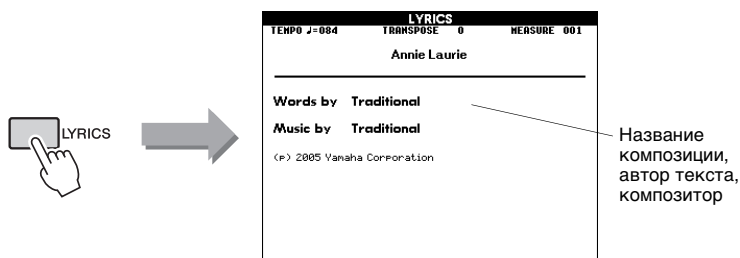 LYRICS
TEMPO ♩=084 TRANSPOSE 0 MEASURE 001
Annie Laurie
Words by Traditional
Music by Traditional
(P) 2005 Yamaha Corporation
LYRICS
Название
композиции,
автор текста,
композитор